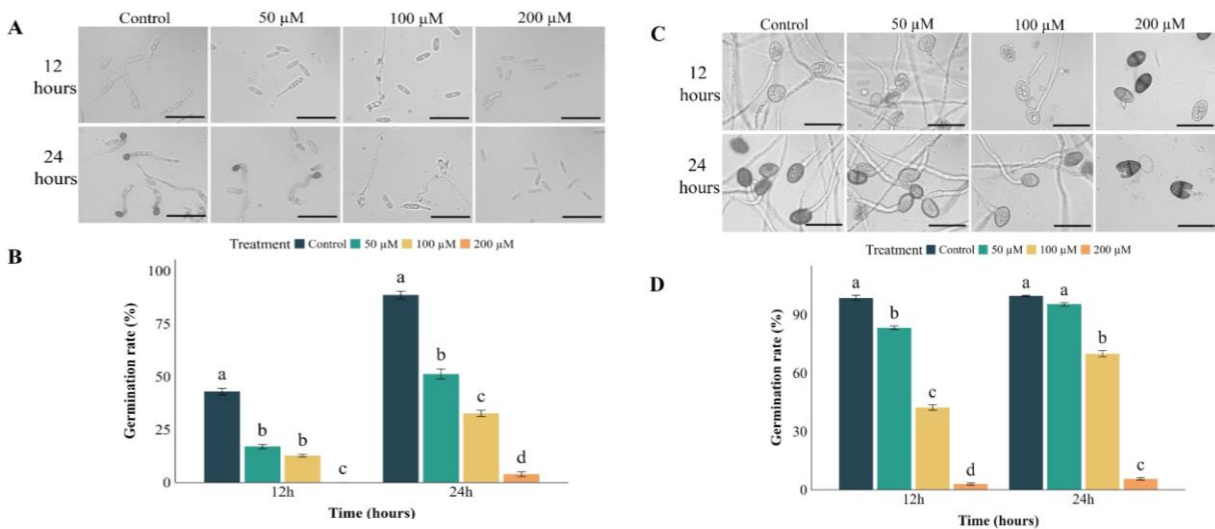 A
Control 50 µM 100 µM 200 µM
12
hours
24
hours
B
Treatment Control 50 µM 100 µM 200 µM
Germination rate (%)
100
75
50
25
0
a
b
b
c
a
b
c
d
12h 24h
Time (hours)
C
Control 50 µM 100 µM 200 µM
12
hours
24
hours
D
Treatment Control 50 µM 100 µM 200 µM
Germination rate (%)
90
60
30
0
a
b
c
d
a
a
b
c
12h 24h
Time (hours)